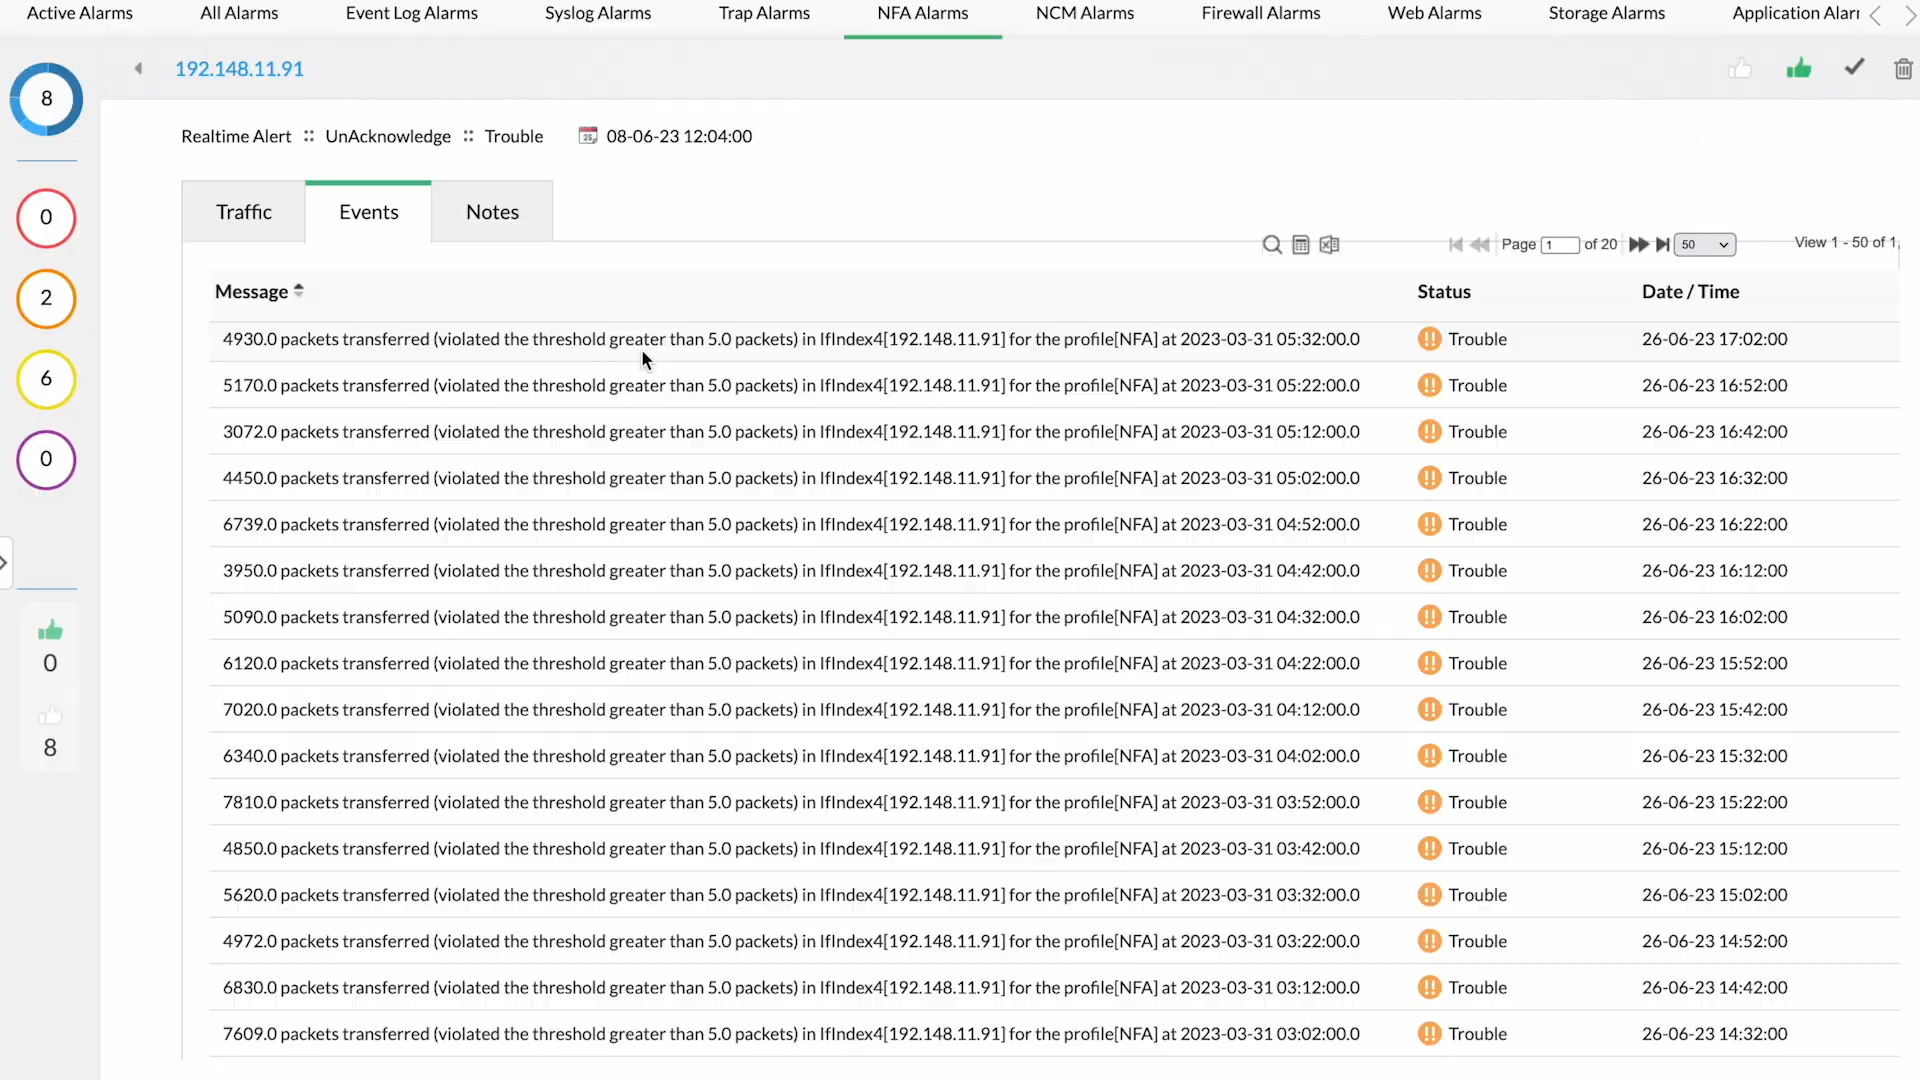 Active Alarms All Alarms Event Log Alarms Syslog Alarms Trap Alarms NFA Alarms NCM Alarms Firewall Alarms Web Alarms Storage Alarms Application Alarr
8 192.148.11.91
Realtime Alert :: UnAcknowledge :: Trouble 08-06-23 12:04:00
0
Traffic Events Notes
Page 1 of 20 50 View 1 - 50 of 1
2
Message Status Date / Time
4930.0 packets transferred (violated the threshold greater than 5.0 packets) in IfIndex4[192.148.11.91] for the profile[NFA] at 2023-03-31 05:32:00.0 Trouble 26-06-23 17:02:00
6
5170.0 packets transferred (violated the threshold greater than 5.0 packets) in IfIndex4[192.148.11.91] for the profile[NFA] at 2023-03-31 05:22:00.0 Trouble 26-06-23 16:52:00
3072.0 packets transferred (violated the threshold greater than 5.0 packets) in IfIndex4[192.148.11.91] for the profile[NFA] at 2023-03-31 05:12:00.0 Trouble 26-06-23 16:42:00
0
4450.0 packets transferred (violated the threshold greater than 5.0 packets) in IfIndex4[192.148.11.91] for the profile[NFA] at 2023-03-31 05:02:00.0 Trouble 26-06-23 16:32:00
6739.0 packets transferred (violated the threshold greater than 5.0 packets) in IfIndex4[192.148.11.91] for the profile[NFA] at 2023-03-31 04:52:00.0 Trouble 26-06-23 16:22:00
3950.0 packets transferred (violated the threshold greater than 5.0 packets) in IfIndex4[192.148.11.91] for the profile[NFA] at 2023-03-31 04:42:00.0 Trouble 26-06-23 16:12:00
5090.0 packets transferred (violated the threshold greater than 5.0 packets) in IfIndex4[192.148.11.91] for the profile[NFA] at 2023-03-31 04:32:00.0 Trouble 26-06-23 16:02:00
0
6120.0 packets transferred (violated the threshold greater than 5.0 packets) in IfIndex4[192.148.11.91] for the profile[NFA] at 2023-03-31 04:22:00.0 Trouble 26-06-23 15:52:00
7020.0 packets transferred (violated the threshold greater than 5.0 packets) in IfIndex4[192.148.11.91] for the profile[NFA] at 2023-03-31 04:12:00.0 Trouble 26-06-23 15:42:00
8
6340.0 packets transferred (violated the threshold greater than 5.0 packets) in IfIndex4[192.148.11.91] for the profile[NFA] at 2023-03-31 04:02:00.0 Trouble 26-06-23 15:32:00
7810.0 packets transferred (violated the threshold greater than 5.0 packets) in IfIndex4[192.148.11.91] for the profile[NFA] at 2023-03-31 03:52:00.0 Trouble 26-06-23 15:22:00
4850.0 packets transferred (violated the threshold greater than 5.0 packets) in IfIndex4[192.148.11.91] for the profile[NFA] at 2023-03-31 03:42:00.0 Trouble 26-06-23 15:12:00
5620.0 packets transferred (violated the threshold greater than 5.0 packets) in IfIndex4[192.148.11.91] for the profile[NFA] at 2023-03-31 03:32:00.0 Trouble 26-06-23 15:02:00
4972.0 packets transferred (violated the threshold greater than 5.0 packets) in IfIndex4[192.148.11.91] for the profile[NFA] at 2023-03-31 03:22:00.0 Trouble 26-06-23 14:52:00
6830.0 packets transferred (violated the threshold greater than 5.0 packets) in IfIndex4[192.148.11.91] for the profile[NFA] at 2023-03-31 03:12:00.0 Trouble 26-06-23 14:42:00
7609.0 packets transferred (violated the threshold greater than 5.0 packets) in IfIndex4[192.148.11.91] for the profile[NFA] at 2023-03-31 03:02:00.0 Trouble 26-06-23 14:32:00